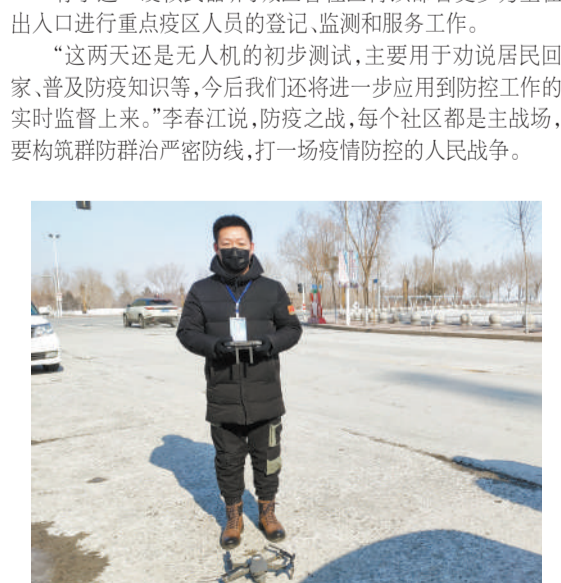 出入口进行重点疫区人员的登记、监测和服务工作。
“这两天还是无人机的初步测试,主要用于劝说居民回
家、普及防疫知识等,今后我们还将进一步应用到防控工作的
实时监督上来。”李春江说,防疫之战,每个社区都是主战场,
要构筑群防群治严密防线,打一场疫情防控的人民战争。